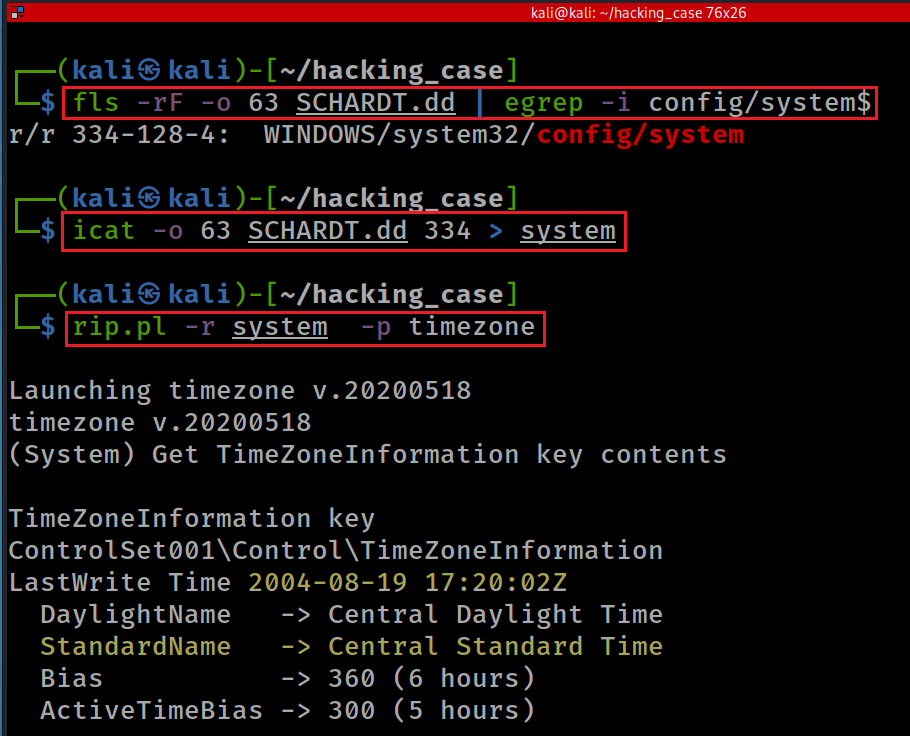 kali@kali: ~/hacking_case 76x26
┌──(kali㉿kali)-[~/hacking_case]
└─$ fls -rF -o 63 SCHARDT.dd | egrep -i config/system$
r/r 334-128-4:  WINDOWS/system32/config/system
┌──(kali㉿kali)-[~/hacking_case]
└─$ icat -o 63 SCHARDT.dd 334 > system
┌──(kali㉿kali)-[~/hacking_case]
└─$ rip.pl -r system  -p timezone
Launching timezone v.20200518
timezone v.20200518
(System) Get TimeZoneInformation key contents
TimeZoneInformation key
ControlSet001\Control\TimeZoneInformation
LastWrite Time 2004-08-19 17:20:02Z
  DaylightName   -> Central Daylight Time
  StandardName   -> Central Standard Time
  Bias           -> 360 (6 hours)
  ActiveTimeBias -> 300 (5 hours)